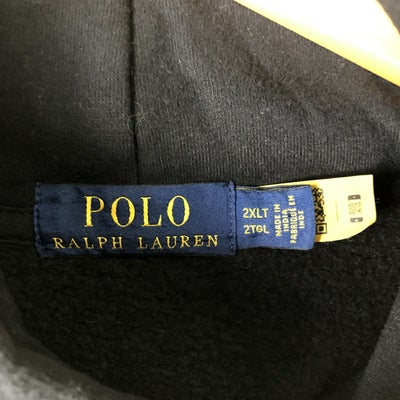 POLO
RALPH LAUREN
2XLT
2TGL
MADE IN
INDIA
FABRIQUÉ EN
INDE